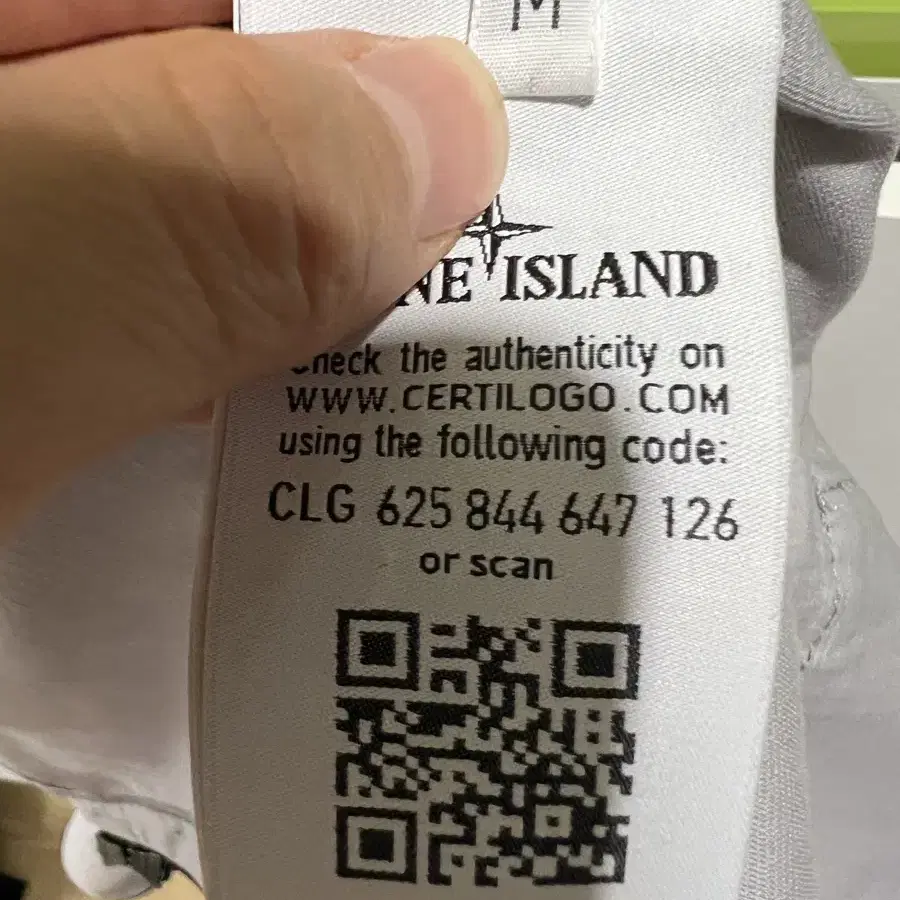 M
NE ISLAND
check the authenticity on
WWW.CERTILOGO.COM
using the following code:
CLG 625 844 647 126
or scan